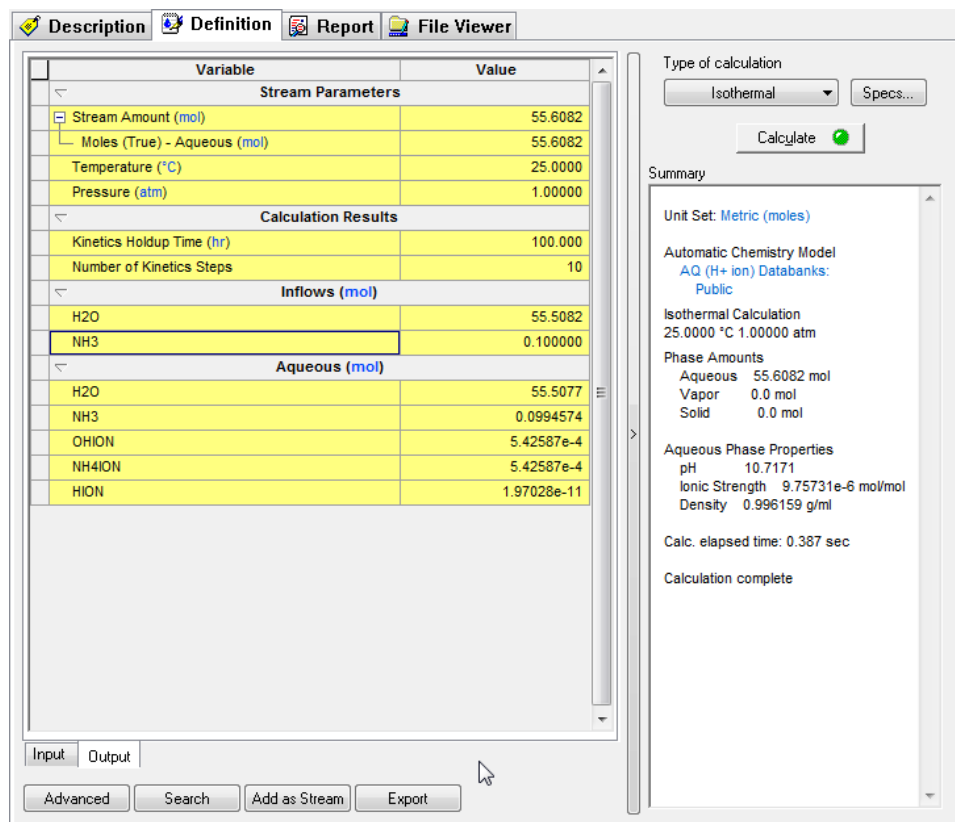 Description Definition Report File Viewer
Variable Value
Stream Parameters
Stream Amount (mol) 55.6082
Moles (True) - Aqueous (mol) 55.6082
Temperature (°C) 25.0000
Pressure (atm) 1.00000
Calculation Results
Kinetics Holdup Time (hr) 100.000
Number of Kinetics Steps 10
Inflows (mol)
H2O 55.5082
NH3 0.100000
Aqueous (mol)
H2O 55.5077
NH3 0.0994574
OHION 5.42587e-4
NH4ION 5.42587e-4
HION 1.97028e-11
Input Output
Advanced Search Add as Stream Export
>
Type of calculation
Isothermal Specs...
Calculate
Summary
Unit Set: Metric (moles)
Automatic Chemistry Model
AQ (H+ ion) Databanks:
Public
Isothermal Calculation
25.0000 °C 1.00000 atm
Phase Amounts
Aqueous 55.6082 mol
Vapor 0.0 mol
Solid 0.0 mol
Aqueous Phase Properties
pH 10.7171
Ionic Strength 9.75731e-6 mol/mol
Density 0.996159 g/ml
Calc. elapsed time: 0.387 sec
Calculation complete